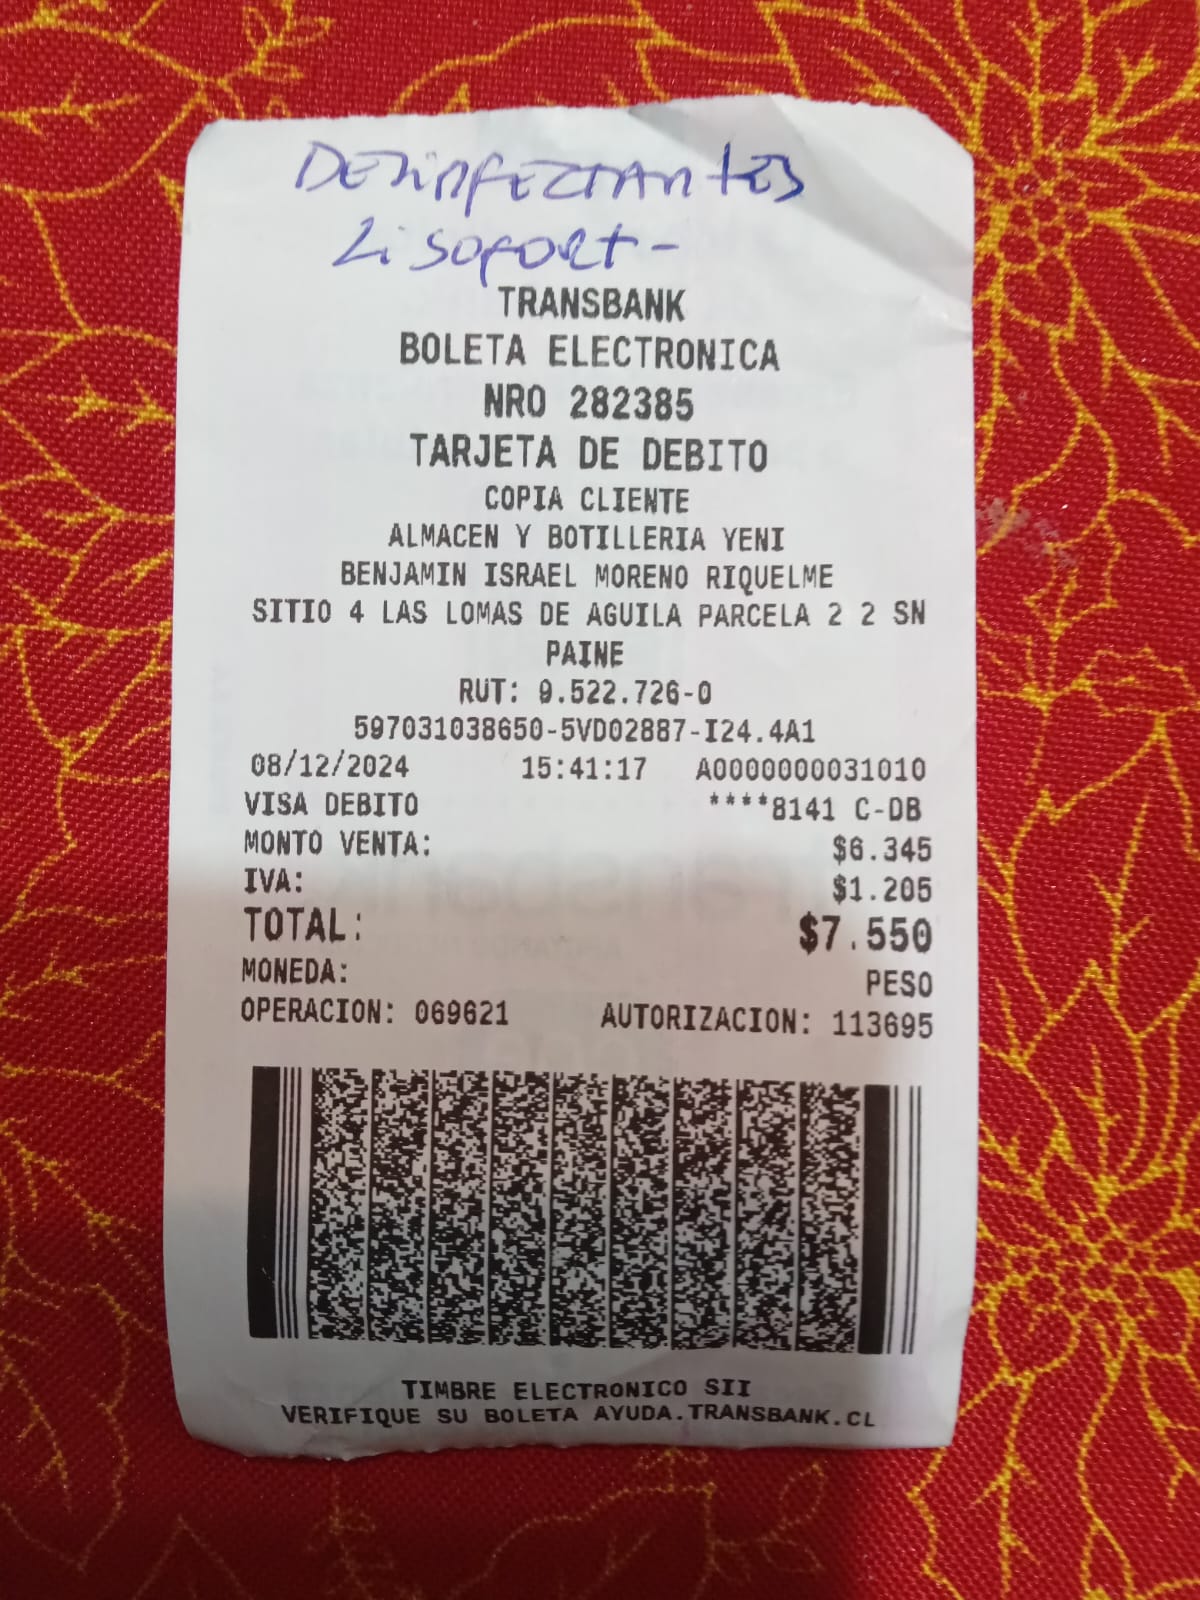 Desinfectantes
Lisofort-
TRANSBANK
BOLETA ELECTRONICA
NRO 282385
TARJETA DE DEBITO
COPIA CLIENTE
ALMACEN Y BOTILLERIA YENI
BENJAMIN ISRAEL MORENO RIQUELME
SITIO 4 LAS LOMAS DE AGUILA PARCELA 2 2 SN
PAINE
RUT: 9.522.726-0
597031038650-5VD02887-I24.4A1
08/12/2024 15:41:17 A0000000031010
VISA DEBITO ****8141 C-DB
MONTO VENTA: $6.345
IVA: $1.205
TOTAL: $7.550
MONEDA: PESO
OPERACION: 069621 AUTORIZACION: 113695
TIMBRE ELECTRONICO SII
VERIFIQUE SU BOLETA AYUDA.TRANSBANK.CL